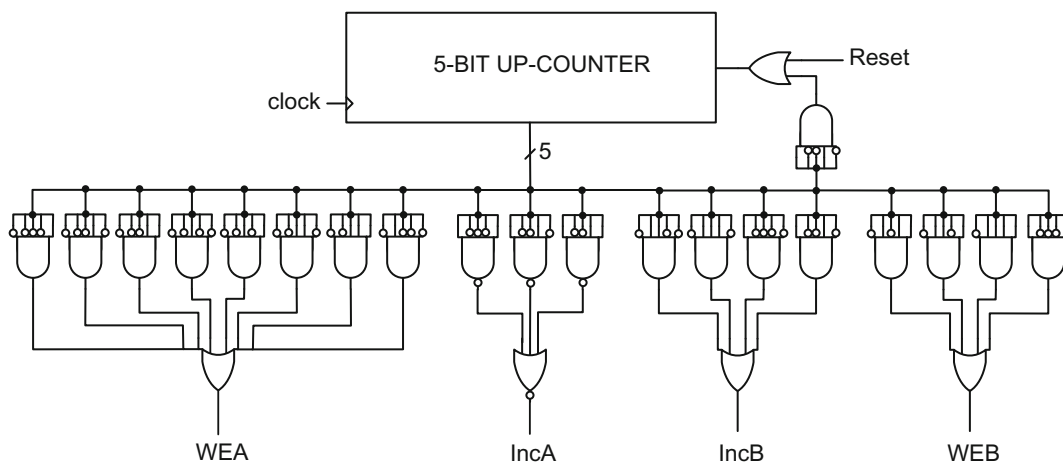 5-BIT UP-COUNTER
Reset
clock
5
WEA
IncA
IncB
WEB